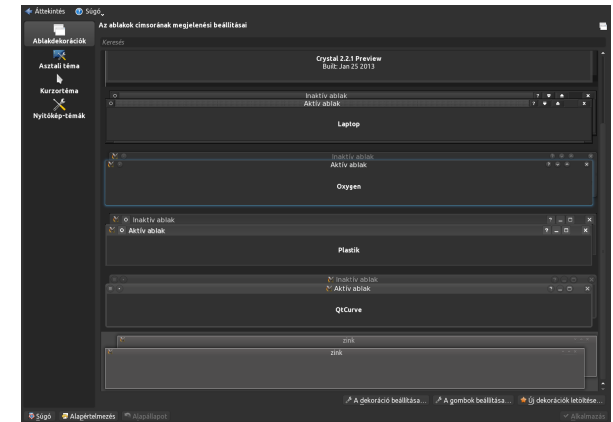 Áttekintés Súgó
Az ablakok címsorának megjelenési beállításai
Ablakdekorációk
Asztali téma
Kurzortéma
Nyitókép-témák
Keresés
Crystal 2.2.1 Preview
Built: Jan 25 2013
Inaktív ablak
Aktív ablak
Laptop
Inaktív ablak
Aktív ablak
Oxygen
Inaktív ablak
Aktív ablak
Plastik
Inaktív ablak
Aktív ablak
QtCurve
zink
zink
A dekoráció beállítása... A gombok beállítása... Új dekorációk letöltése...
Súgó Alapértelmezés Alapállapot Alkalmazás